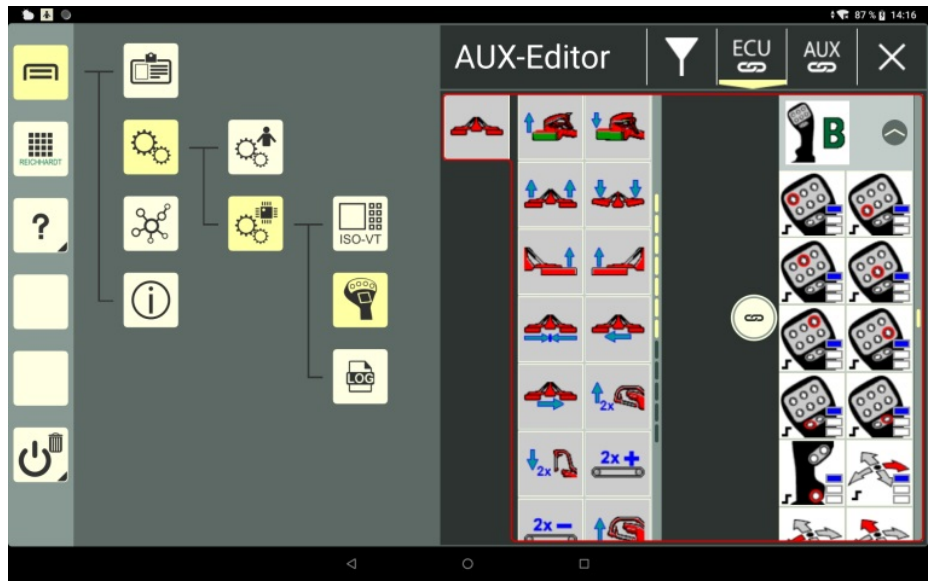 87 % 14:16
AUX-Editor
ECU
AUX
REICHHARDT
B
?
ISO-VT
LOG
2x
2x
2x +
2x -